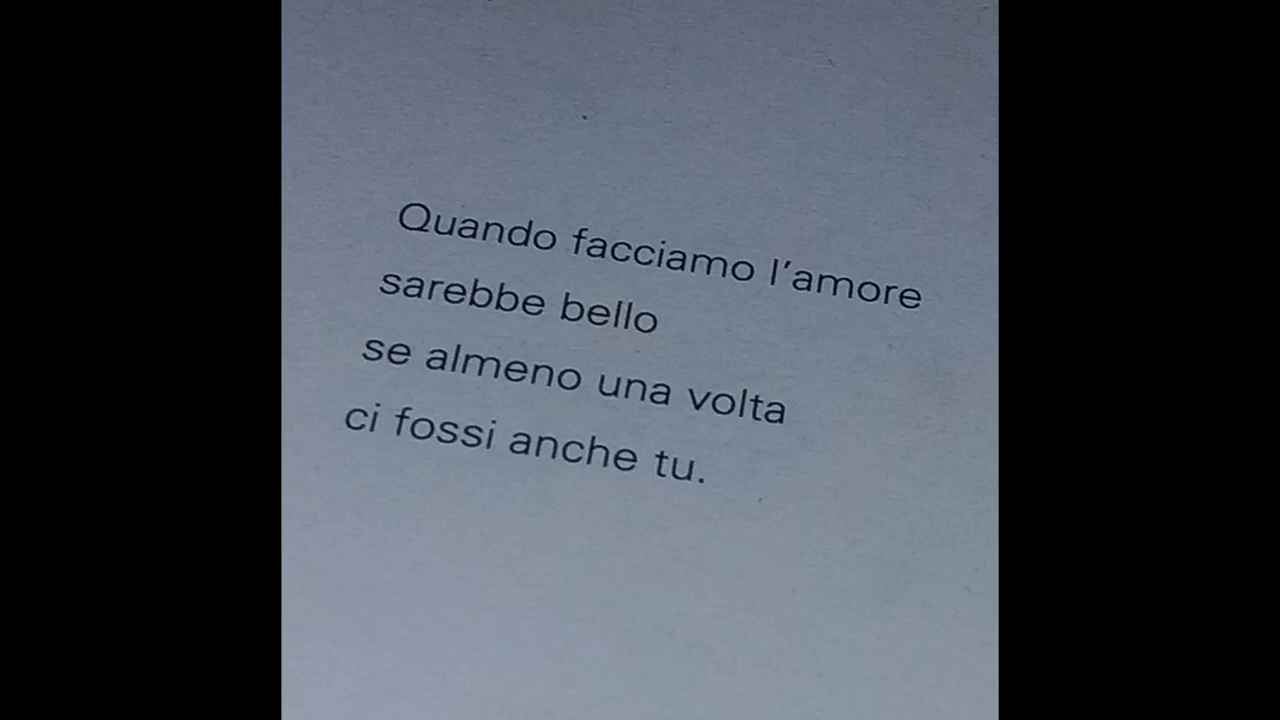 Quando facciamo l'amore
sarebbe bello
se almeno una volta
ci fossi anche tu.